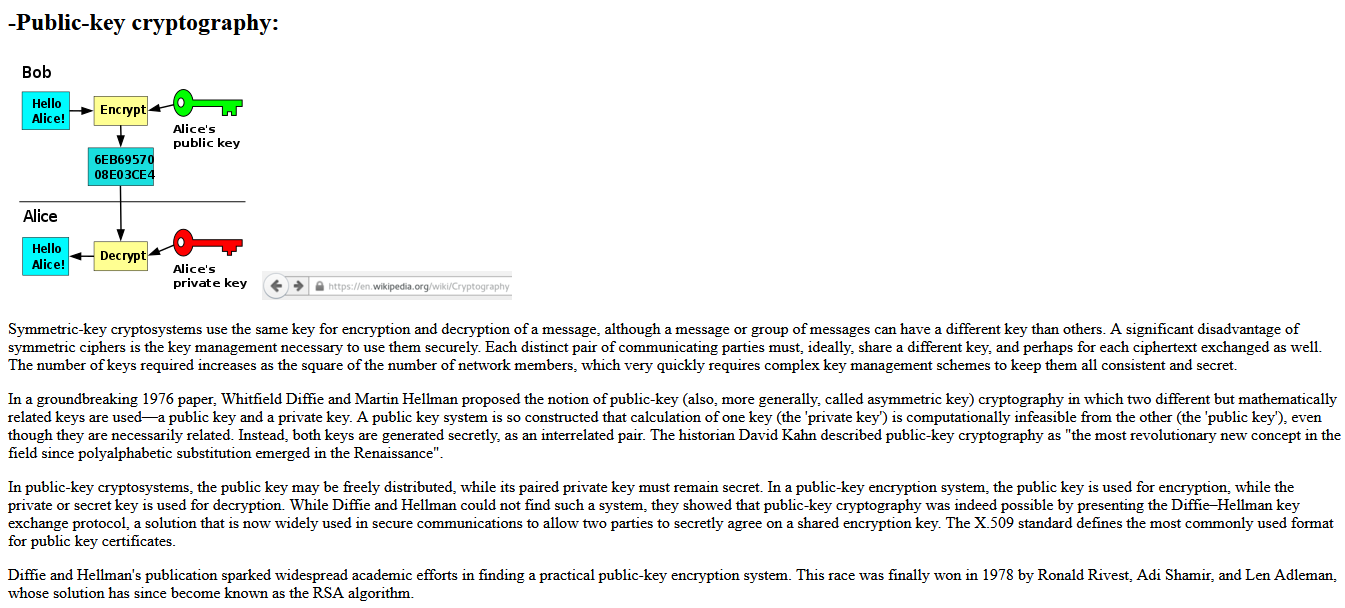 -Public-key cryptography:
Bob
Hello
Alice!
Encrypt
Alice's
public key
6EB69570
08E03CE4
Alice
Hello
Alice!
Decrypt
Alice's
private key
https://en.wikipedia.org/wiki/Cryptography
Symmetric-key cryptosystems use the same key for encryption and decryption of a message, although a message or group of messages can have a different key than others. A significant disadvantage of
symmetric ciphers is the key management necessary to use them securely. Each distinct pair of communicating parties must, ideally, share a different key, and perhaps for each ciphertext exchanged as well.
The number of keys required increases as the square of the number of network members, which very quickly requires complex key management schemes to keep them all consistent and secret.
In a groundbreaking 1976 paper, Whitfield Diffie and Martin Hellman proposed the notion of public-key (also, more generally, called asymmetric key) cryptography in which two different but mathematically
related keys are used—a public key and a private key. A public key system is so constructed that calculation of one key (the 'private key') is computationally infeasible from the other (the 'public key'), even
though they are necessarily related. Instead, both keys are generated secretly, as an interrelated pair. The historian David Kahn described public-key cryptography as "the most revolutionary new concept in the
field since polyalphabetic substitution emerged in the Renaissance".
In public-key cryptosystems, the public key may be freely distributed, while its paired private key must remain secret. In a public-key encryption system, the public key is used for encryption, while the
private or secret key is used for decryption. While Diffie and Hellman could not find such a system, they showed that public-key cryptography was indeed possible by presenting the Diffie–Hellman key
exchange protocol, a solution that is now widely used in secure communications to allow two parties to secretly agree on a shared encryption key. The X.509 standard defines the most commonly used format
for public key certificates.
Diffie and Hellman's publication sparked widespread academic efforts in finding a practical public-key encryption system. This race was finally won in 1978 by Ronald Rivest, Adi Shamir, and Len Adleman,
whose solution has since become known as the RSA algorithm.